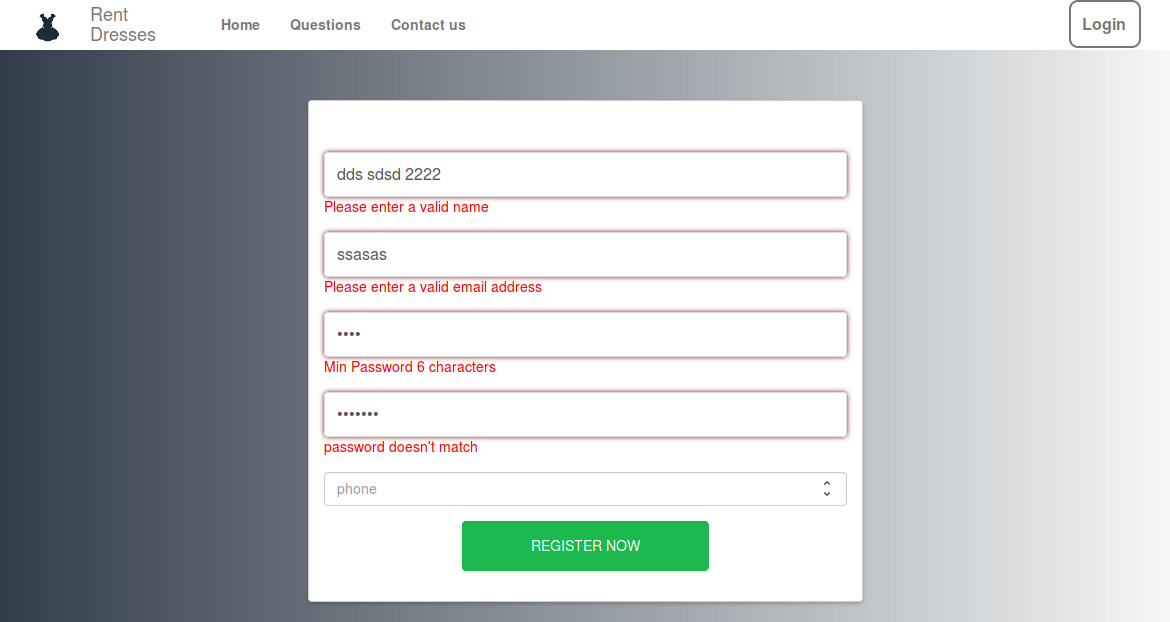 Rent
Dresses
Home
Questions
Contact us
Login
dds sdsd 2222
Please enter a valid name
ssasas
Please enter a valid email address
••••
Min Password 6 characters
•••••••
password doesn't match
phone
REGISTER NOW